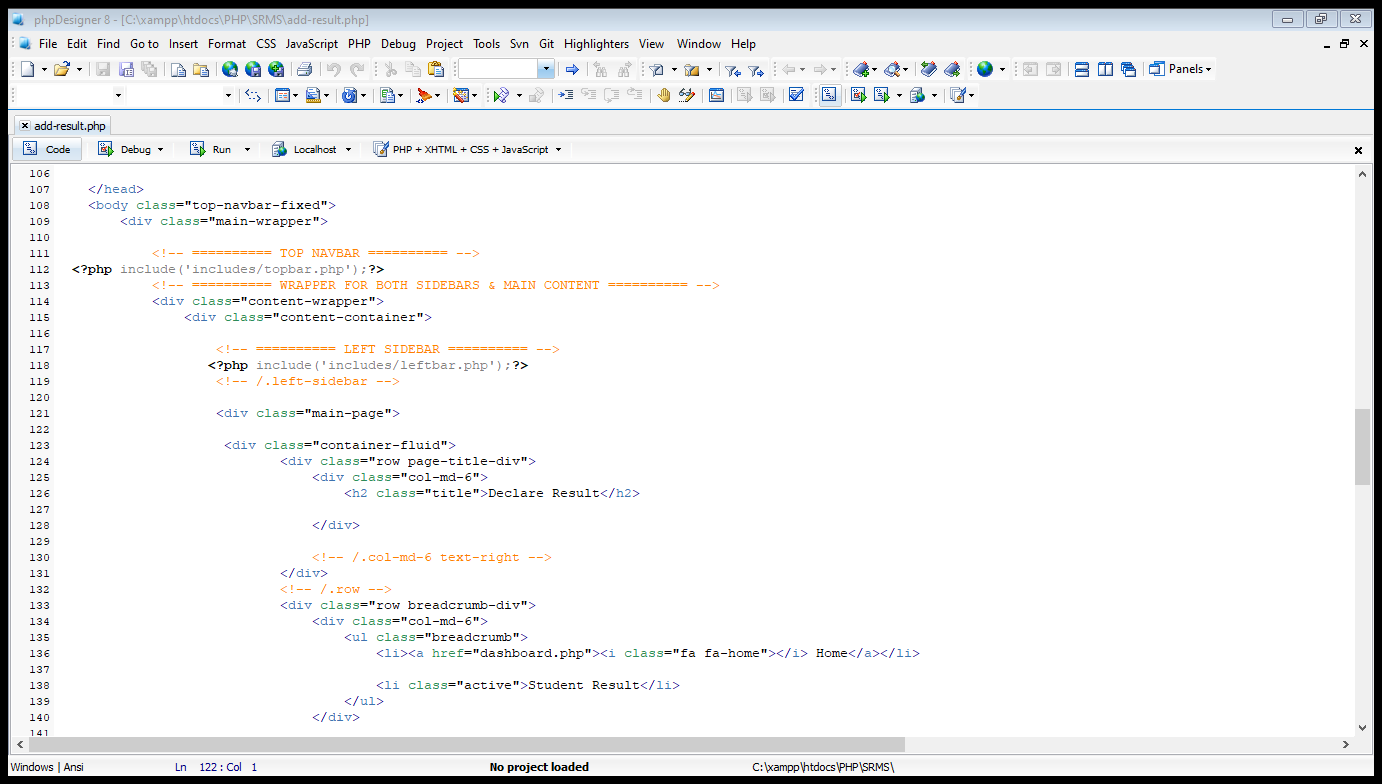 phpDesigner 8 - [C:\xampp\htdocs\PHP\SRMS\add-result.php]
File Edit Find Go to Insert Format CSS JavaScript PHP Debug Project Tools Svn Git Highlighters View Window Help
Panels
add-result.php
Code Debug Run Localhost PHP + XHTML + CSS + JavaScript
106
107 </head>
108 <body class="top-navbar-fixed">
109 <div class="main-wrapper">
110
111 <!-- ========== TOP NAVBAR ========== -->
112 <?php include('includes/topbar.php');?>
113 <!-- ========== WRAPPER FOR BOTH SIDEBARS & MAIN CONTENT ========== -->
114 <div class="content-wrapper">
115 <div class="content-container">
116
117 <!-- ========== LEFT SIDEBAR ========== -->
118 <?php include('includes/leftbar.php');?>
119 <!-- /.left-sidebar -->
120
121 <div class="main-page">
122
123 <div class="container-fluid">
124 <div class="row page-title-div">
125 <div class="col-md-6">
126 <h2 class="title">Declare Result</h2>
127
128 </div>
129
130 <!-- /.col-md-6 text-right -->
131 </div>
132 <!-- /.row -->
133 <div class="row breadcrumb-div">
134 <div class="col-md-6">
135 <ul class="breadcrumb">
136 <li><a href="dashboard.php"><i class="fa fa-home"></i> Home</a></li>
137
138 <li class="active">Student Result</li>
139 </ul>
140 </div>
141
Windows | Ansi Ln 122 : Col 1 No project loaded C:\xampp\htdocs\PHP\SRMS\